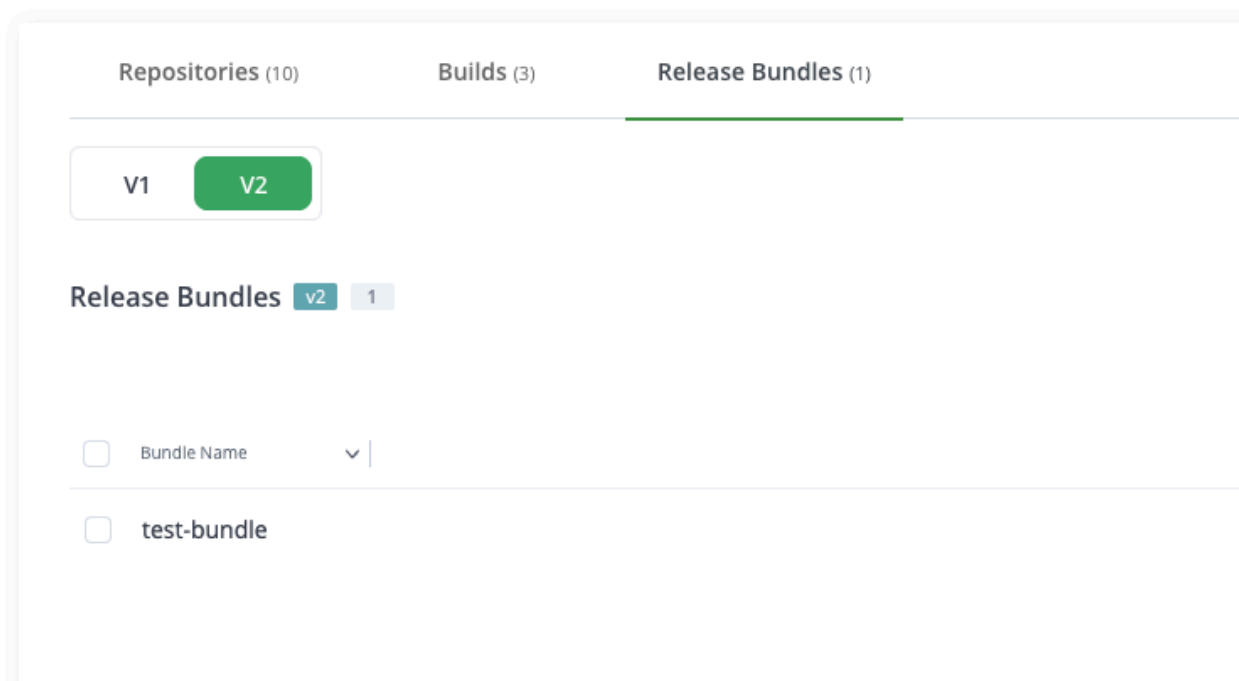 Repositories (10) Builds (3) Release Bundles (1)
V1 V2
Release Bundles v2 1
Bundle Name
test-bundle